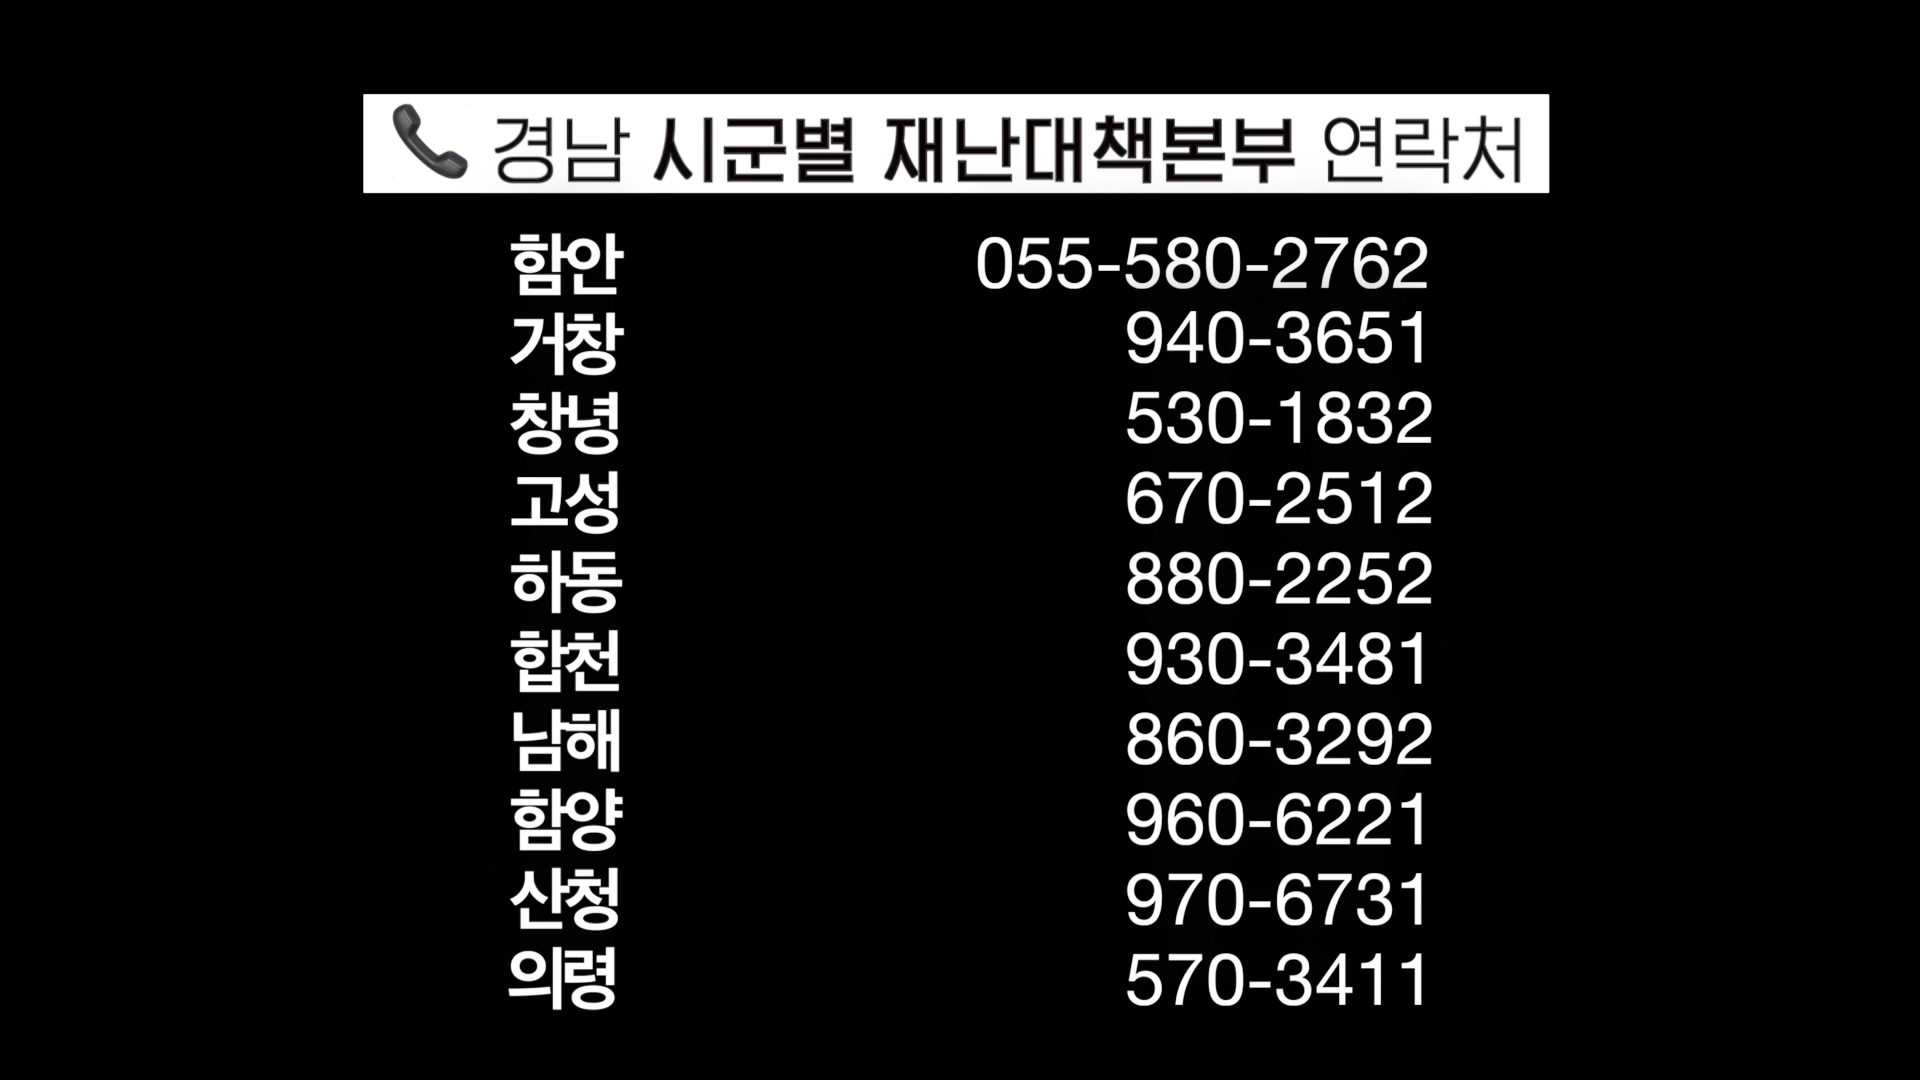 경남 시군별 재난대책본부 연락처
함안 055-580-2762
거창 940-3651
창녕 530-1832
고성 670-2512
하동 880-2252
합천 930-3481
남해 860-3292
함양 960-6221
산청 970-6731
의령 570-3411